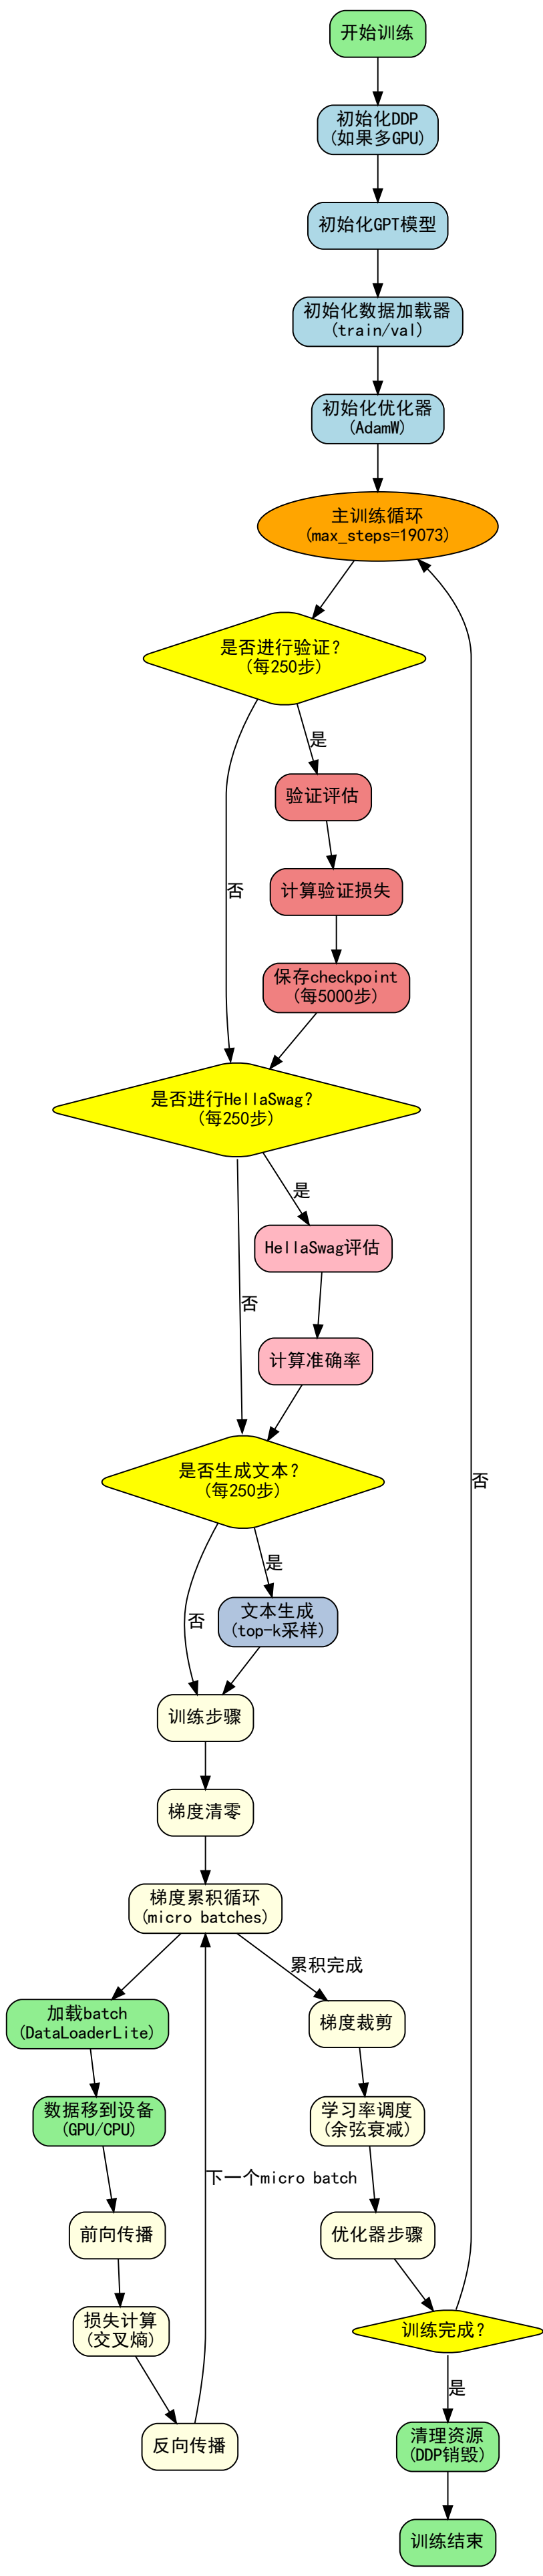 开始训练
初始化DDP
(如果多GPU)
初始化GPT模型
初始化数据加载器
(train/val)
初始化优化器
(AdamW)
主训练循环
(max_steps=19073)
是否进行验证?
(每250步)
是
验证评估
否
计算验证损失
保存checkpoint
(每5000步)
是否进行HellaSwag?
(每250步)
是
HellaSwag评估
否
计算准确率
是否生成文本?
(每250步)
否
是
文本生成
(top-k采样)
否
训练步骤
梯度清零
梯度累积循环
(micro batches)
累积完成
加载batch
(DataLoaderLite)
梯度裁剪
数据移到设备
(GPU/CPU)
学习率调度
(余弦衰减)
下一个micro batch
前向传播
优化器步骤
损失计算
(交叉熵)
训练完成?
是
反向传播
清理资源
(DDP销毁)
训练结束